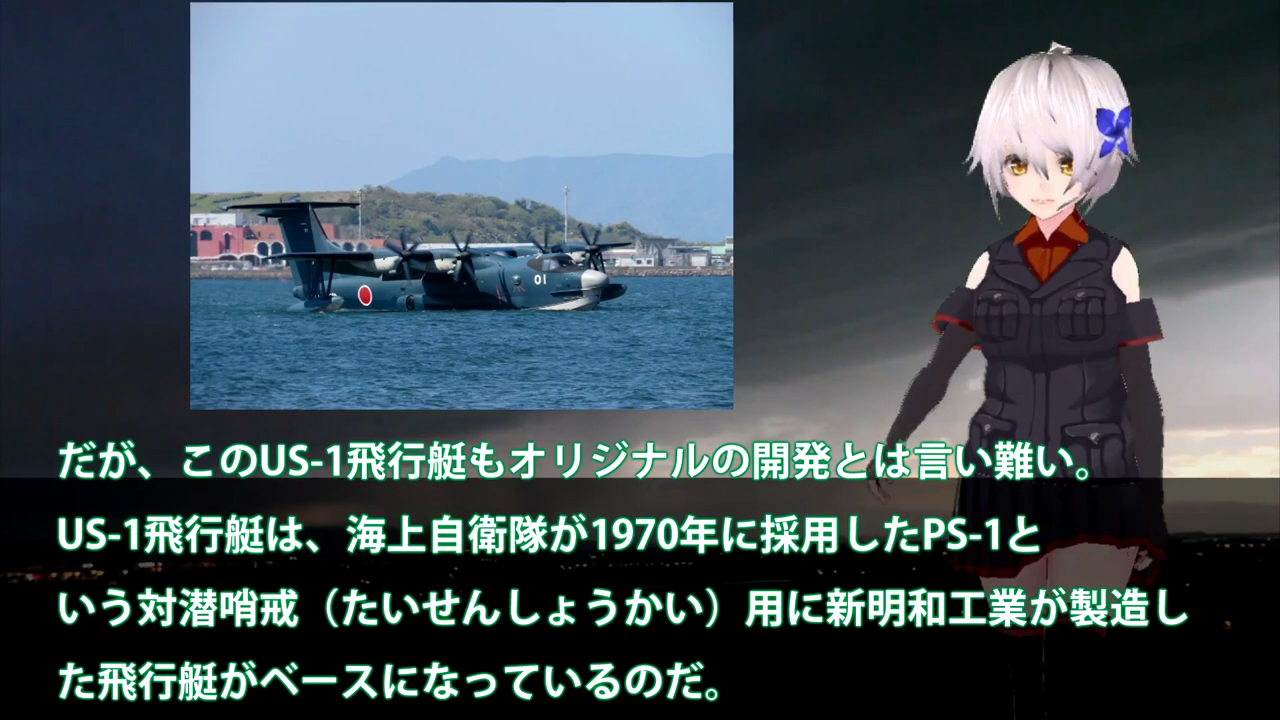 01
だが、このUS-1飛行艇もオリジナルの開発とは言い難い。
US-1飛行艇は、海上自衛隊が1970年に採用したPS-1と
いう対潜哨戒（たいせんしょうかい）用に新明和工業が製造し
た飛行艇がベースになっているのだ。